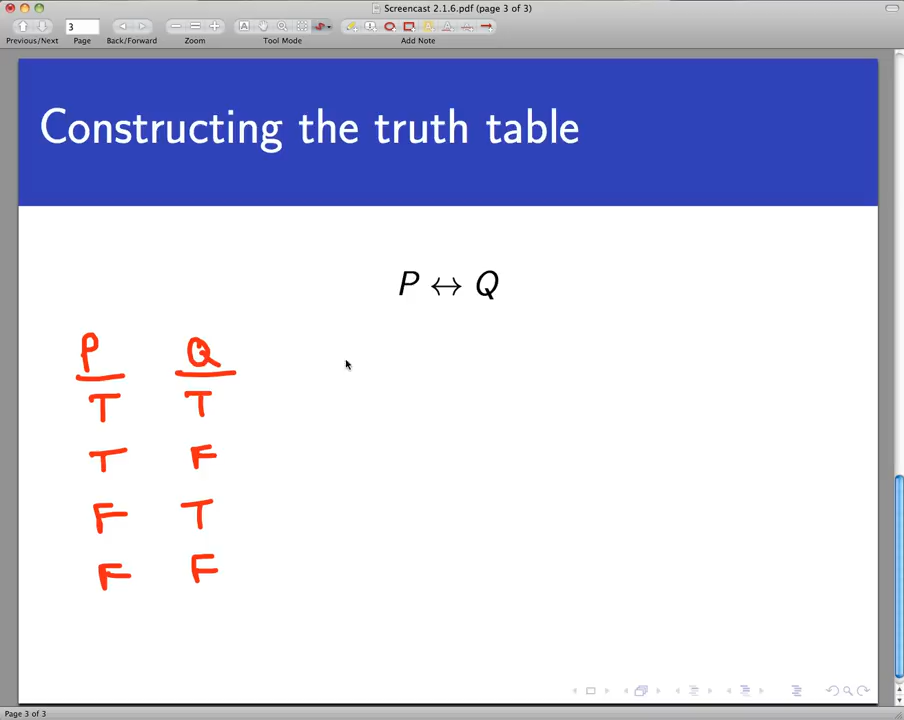 Screencast 2.1.6.pdf (page 3 of 3)
3
Previous/Next Page Back/Forward Zoom Tool Mode Add Note
Constructing the truth table
P ↔ Q
P Q
T T
T F
F T
F F
Page 3 of 3